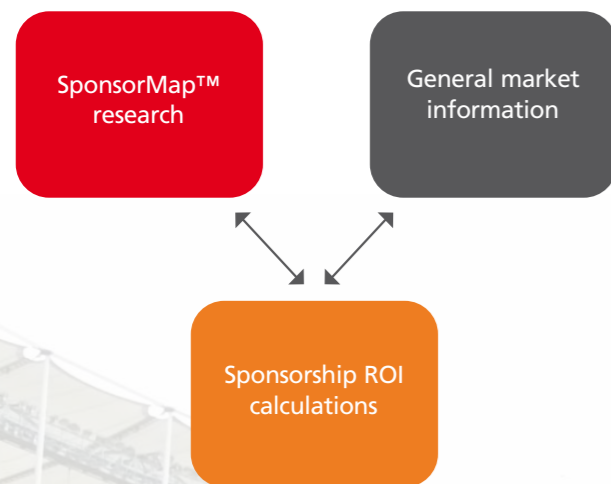 SponsorMap™
research
General market
information
Sponsorship ROI
calculations